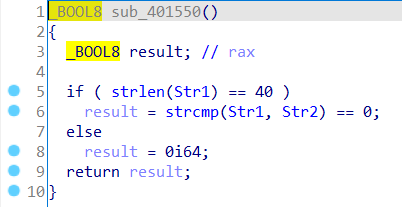 1 _BOOL8 sub_401550()
2 {
3 _BOOL8 result; // rax
4
5 if ( strlen(Str1) == 40 )
6 result = strcmp(Str1, Str2) == 0;
7 else
8 result = 0i64;
9 return result;
10 }